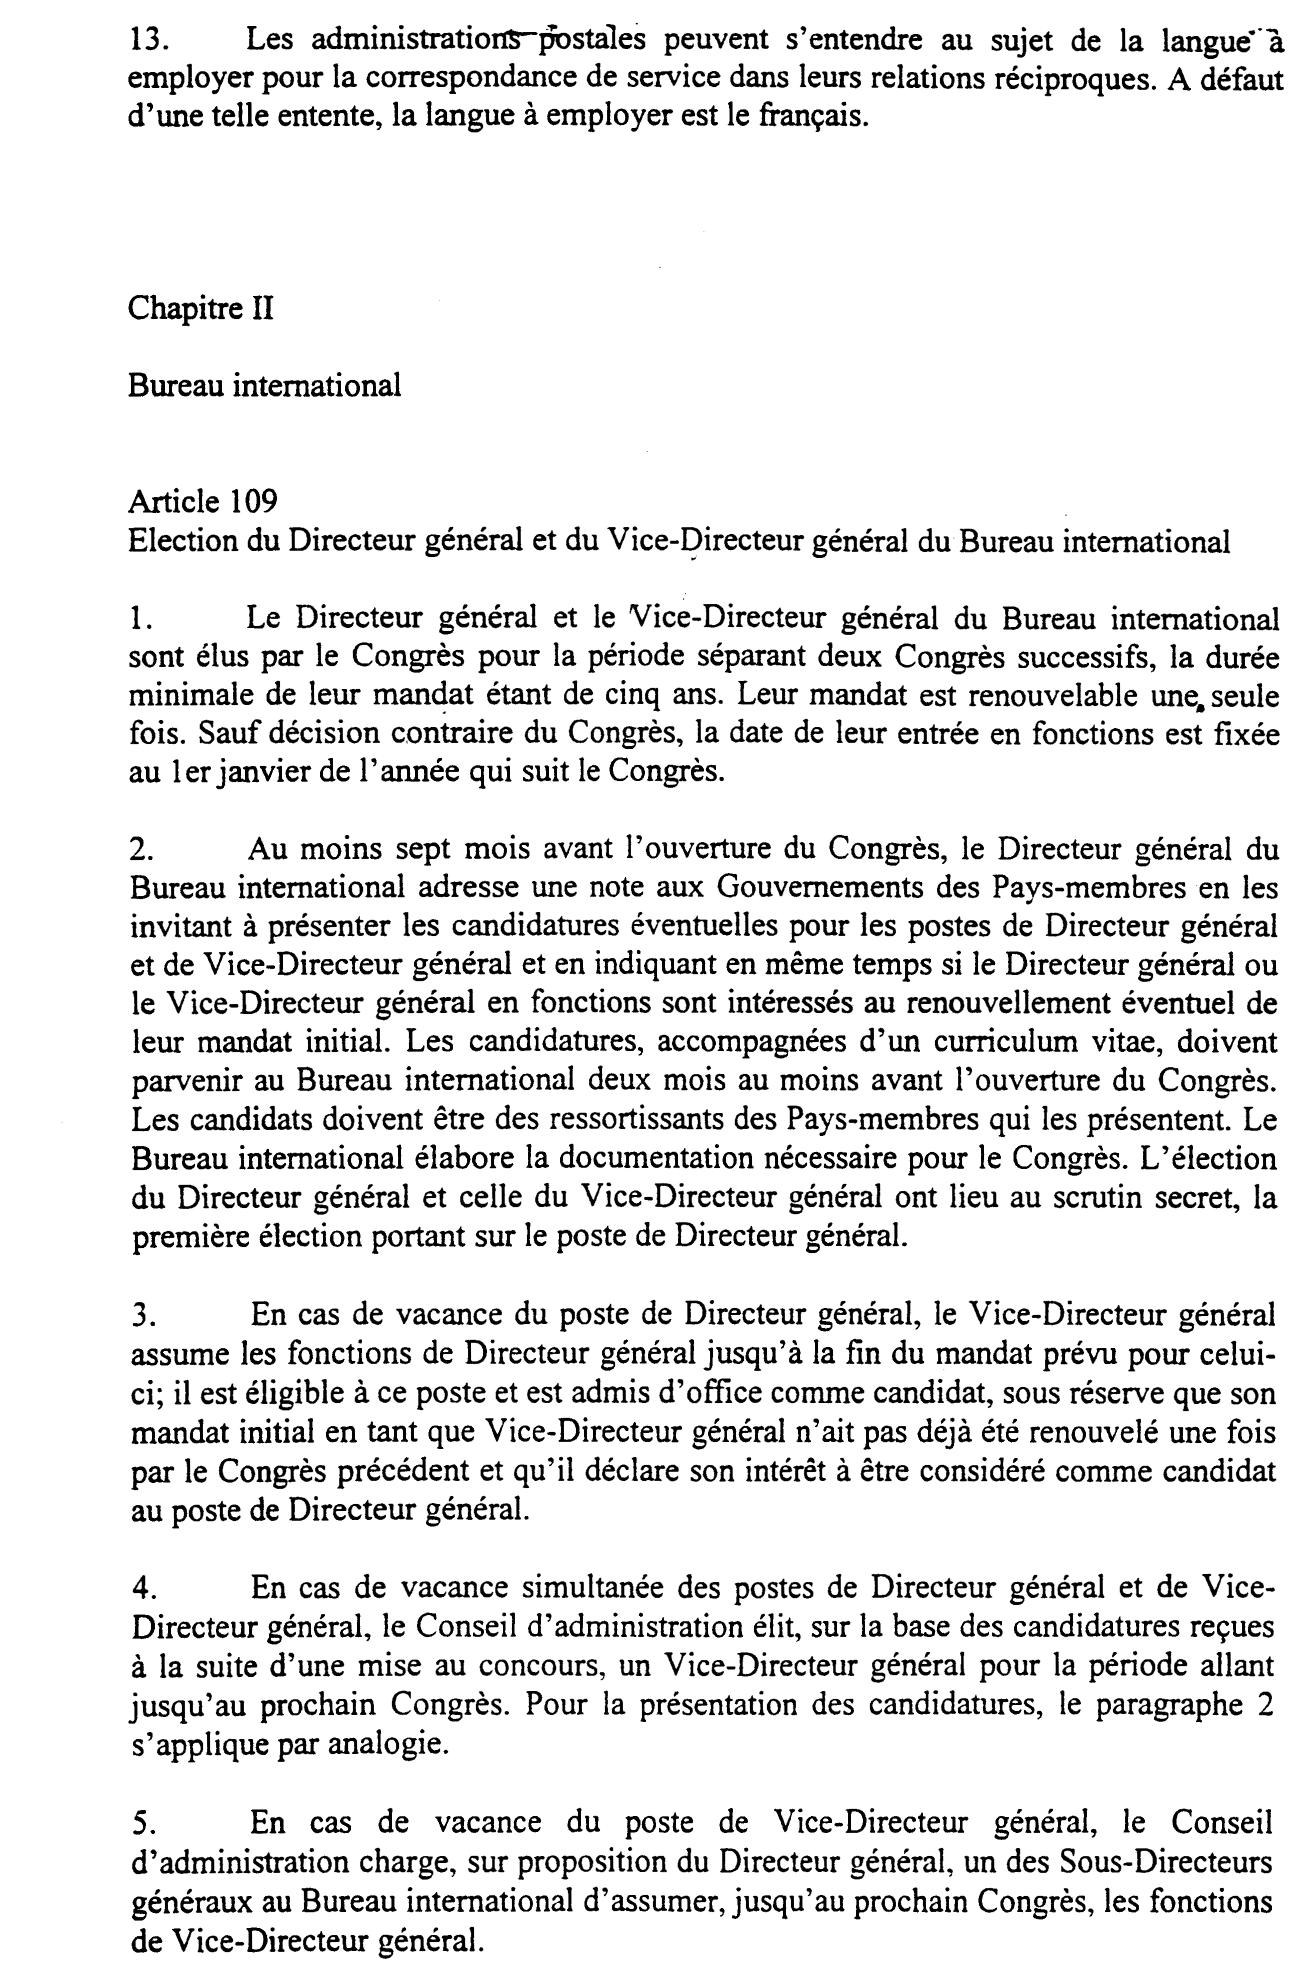 13. Les administrations postales peuvent s'entendre au sujet de la langue à
employer pour la correspondance de service dans leurs relations réciproques. A défaut
d'une telle entente, la langue à employer est le français.
Chapitre II
Bureau international
Article 109
Election du Directeur général et du Vice-Directeur général du Bureau international
1. Le Directeur général et le Vice-Directeur général du Bureau international
sont élus par le Congrès pour la période séparant deux Congrès successifs, la durée
minimale de leur mandat étant de cinq ans. Leur mandat est renouvelable une seule
fois. Sauf décision contraire du Congrès, la date de leur entrée en fonctions est fixée
au 1er janvier de l'année qui suit le Congrès.
2. Au moins sept mois avant l'ouverture du Congrès, le Directeur général du
Bureau international adresse une note aux Gouvernements des Pays-membres en les
invitant à présenter les candidatures éventuelles pour les postes de Directeur général
et de Vice-Directeur général et en indiquant en même temps si le Directeur général ou
le Vice-Directeur général en fonctions sont intéressés au renouvellement éventuel de
leur mandat initial. Les candidatures, accompagnées d'un curriculum vitae, doivent
parvenir au Bureau international deux mois au moins avant l'ouverture du Congrès.
Les candidats doivent être des ressortissants des Pays-membres qui les présentent. Le
Bureau international élabore la documentation nécessaire pour le Congrès. L'élection
du Directeur général et celle du Vice-Directeur général ont lieu au scrutin secret, la
première élection portant sur le poste de Directeur général.
3. En cas de vacance du poste de Directeur général, le Vice-Directeur général
assume les fonctions de Directeur général jusqu'à la fin du mandat prévu pour celui-
ci; il est éligible à ce poste et est admis d'office comme candidat, sous réserve que son
mandat initial en tant que Vice-Directeur général n'ait pas déjà été renouvelé une fois
par le Congrès précédent et qu'il déclare son intérêt à être considéré comme candidat
au poste de Directeur général.
4. En cas de vacance simultanée des postes de Directeur général et de Vice-
Directeur général, le Conseil d'administration élit, sur la base des candidatures reçues
à la suite d'une mise au concours, un Vice-Directeur général pour la période allant
jusqu'au prochain Congrès. Pour la présentation des candidatures, le paragraphe 2
s'applique par analogie.
5. En cas de vacance du poste de Vice-Directeur général, le Conseil
d'administration charge, sur proposition du Directeur général, un des Sous-Directeurs
généraux au Bureau international d'assumer, jusqu'au prochain Congrès, les fonctions
de Vice-Directeur général.